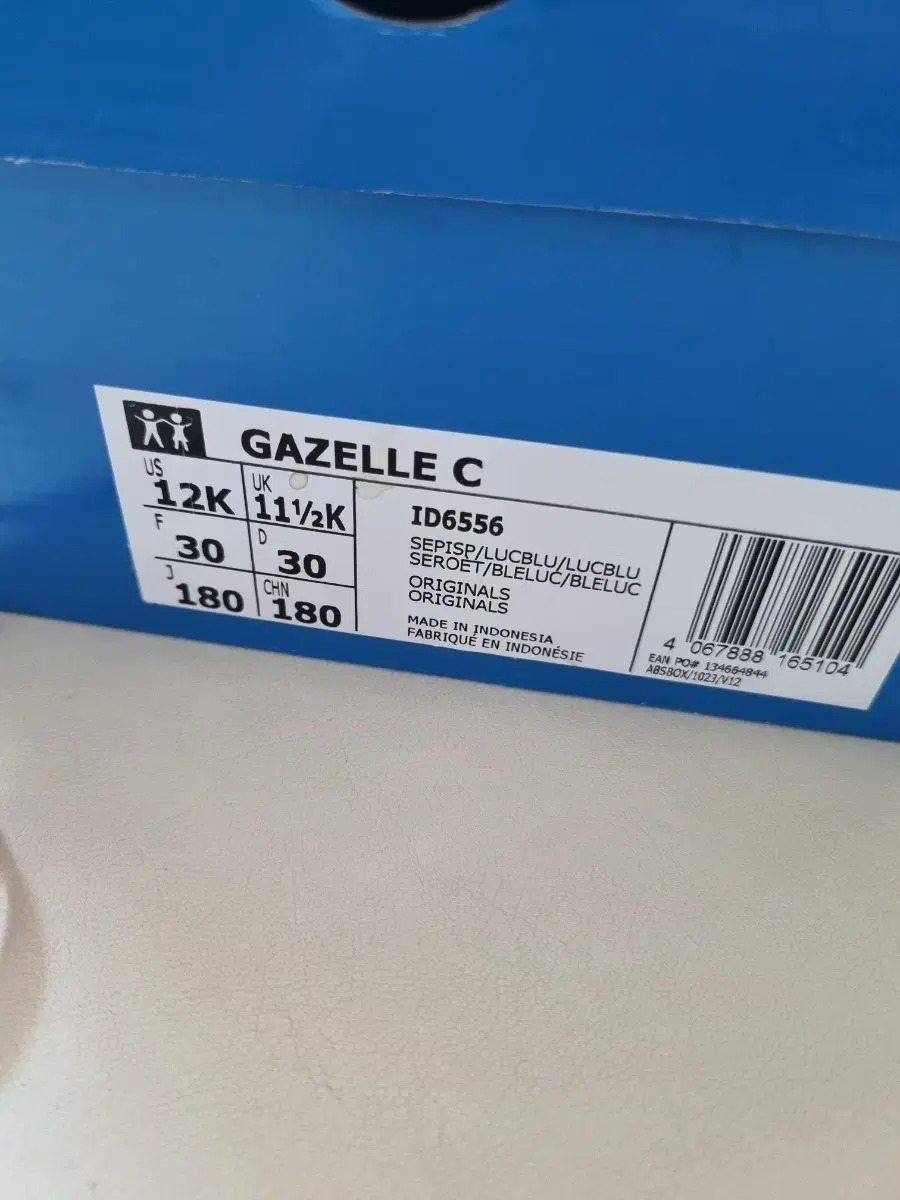 GAZELLE C
US 12K UK 11½K
F 30 D 30
J 180 CHN 180
ID6556
SEPISP/LUCBLU/LUCBLU
SEROET/BLELUC/BLELUC
ORIGINALS
ORIGINALS
MADE IN INDONESIA
FABRIQUÉ EN INDONÉSIE
4 067888 165104
EAN PO# 134664844
ABSBOX/1023/V12